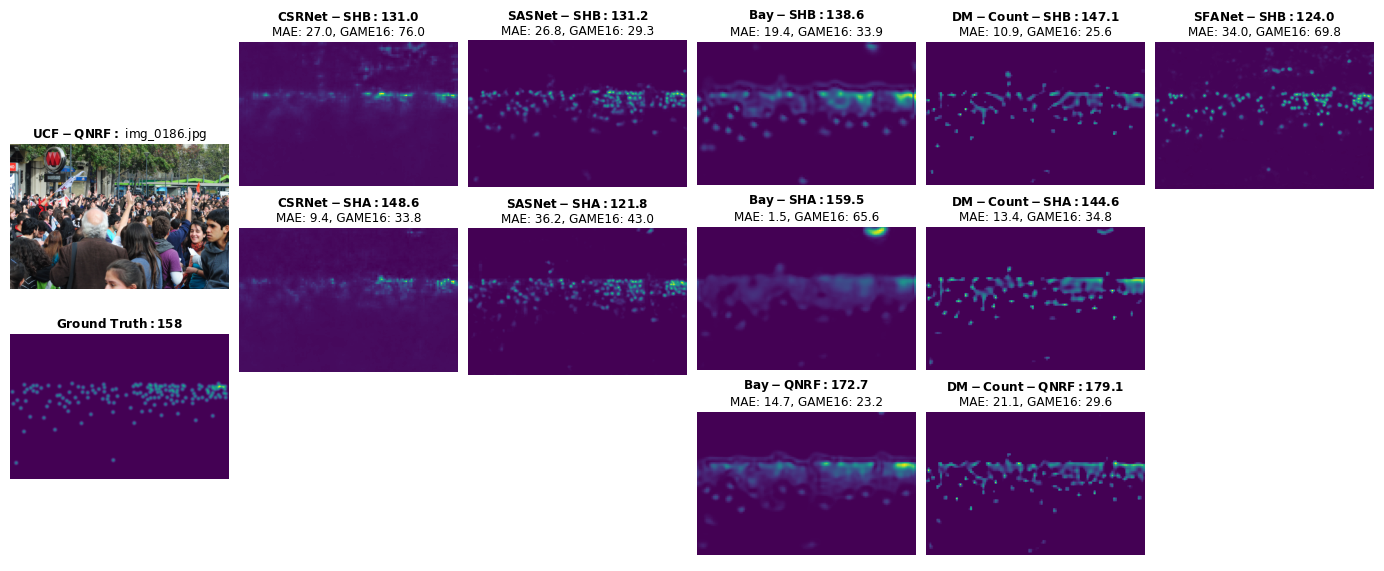 CSRNet−SHB: 131.0
MAE: 27.0, GAME16: 76.0
SASNet−SHB: 131.2
MAE: 26.8, GAME16: 29.3
Bay−SHB: 138.6
MAE: 19.4, GAME16: 33.9
DM−Count−SHB: 147.1
MAE: 10.9, GAME16: 25.6
SFANet−SHB: 124.0
MAE: 34.0, GAME16: 69.8
UCF−QNRF: img_0186.jpg
CSRNet−SHA: 148.6
MAE: 9.4, GAME16: 33.8
SASNet−SHA: 121.8
MAE: 36.2, GAME16: 43.0
Bay−SHA: 159.5
MAE: 1.5, GAME16: 65.6
DM−Count−SHA: 144.6
MAE: 13.4, GAME16: 34.8
Ground Truth: 158
Bay−QNRF: 172.7
MAE: 14.7, GAME16: 23.2
DM−Count−QNRF: 179.1
MAE: 21.1, GAME16: 29.6